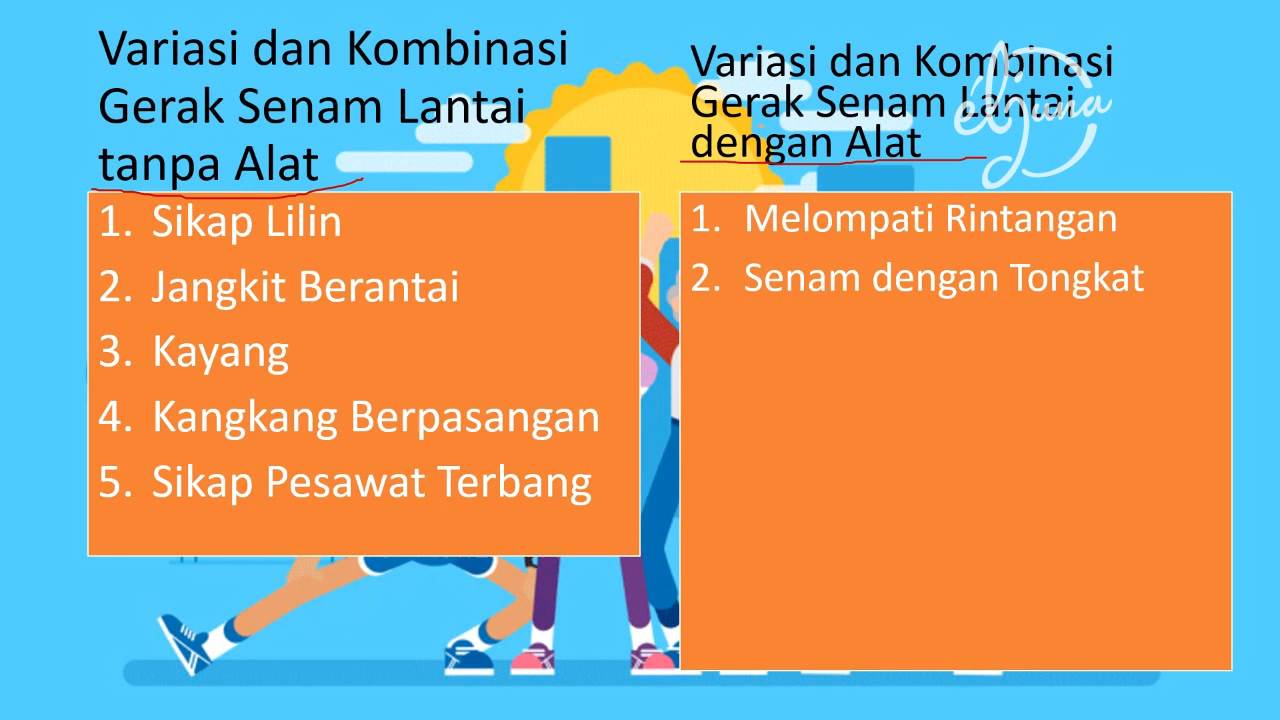 Variasi dan Kombinasi
Gerak Senam Lantai
tanpa Alat
1. Sikap Lilin
2. Jangkit Berantai
3. Kayang
4. Kangkang Berpasangan
5. Sikap Pesawat Terbang
Variasi dan Kombinasi
Gerak Senam Lantai
dengan Alat
1. Melompati Rintangan
2. Senam dengan Tongkat